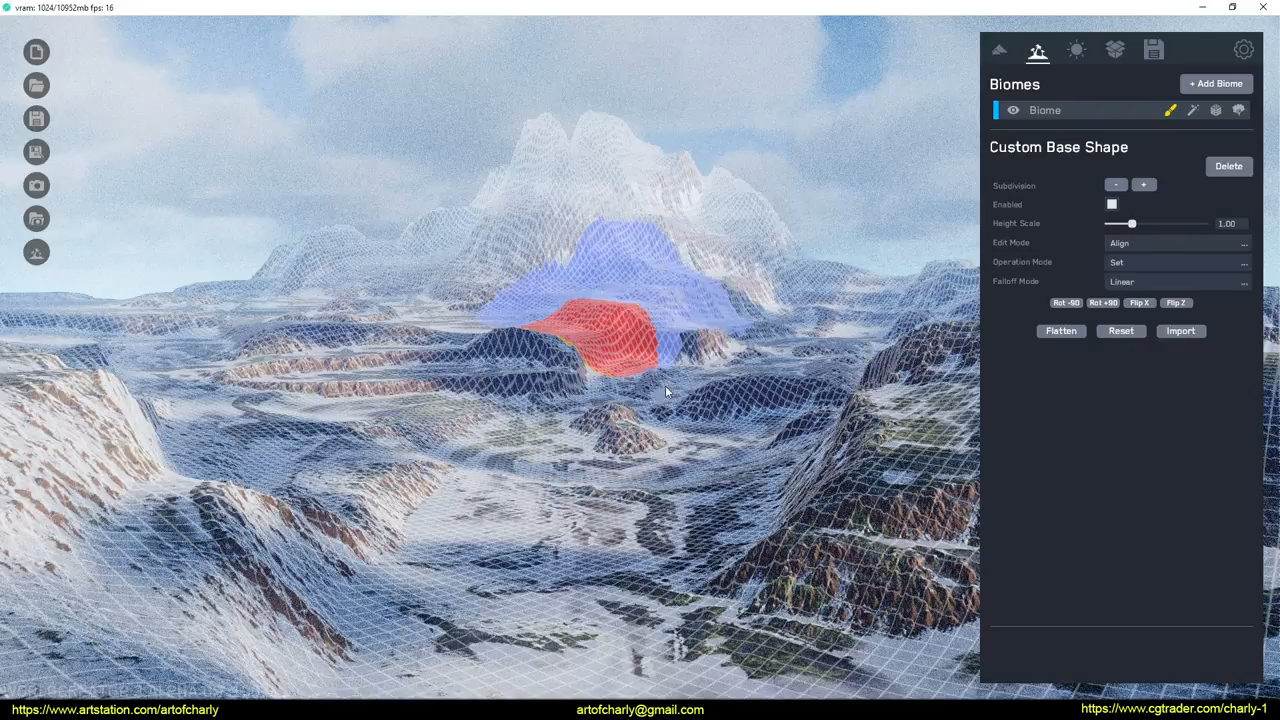 vram: 1024/10952mb fps: 16
Biomes
+ Add Biome
Biome
Custom Base Shape
Delete
Subdivision - +
Enabled
Height Scale 1.00
Edit Mode Align ...
Operation Mode Set ...
Falloff Mode Linear ...
Rot -90 Rot +90 Flip X Flip Z
Flatten Reset Import
https://www.artstation.com/artofcharly
artofcharly@gmail.com
https://www.cgtrader.com/charly-1